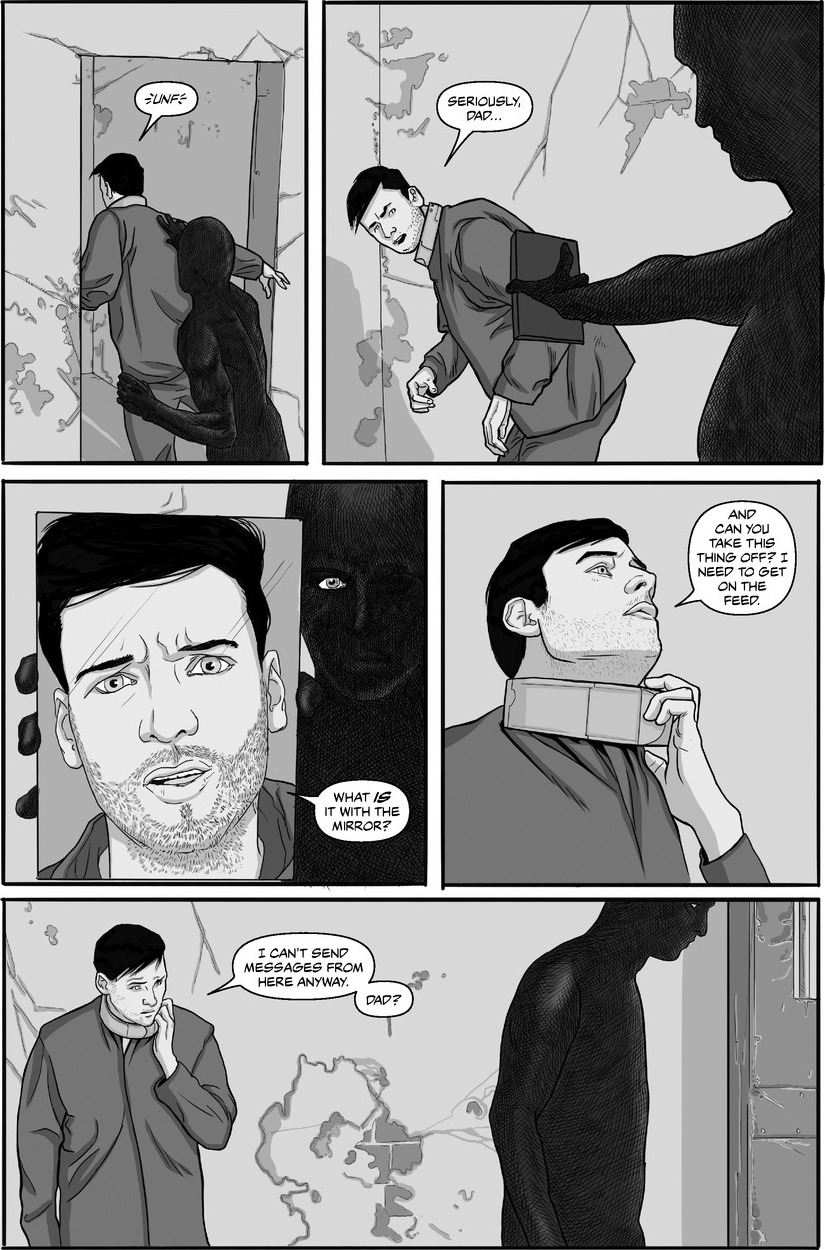 UNF
SERIOUSLY,
DAD...
WHAT IS
IT WITH THE
MIRROR?
AND
CAN YOU
TAKE THIS
THING OFF? I
NEED TO GET
ON THE
FEED.
I CAN'T SEND
MESSAGES FROM
HERE ANYWAY.
DAD?